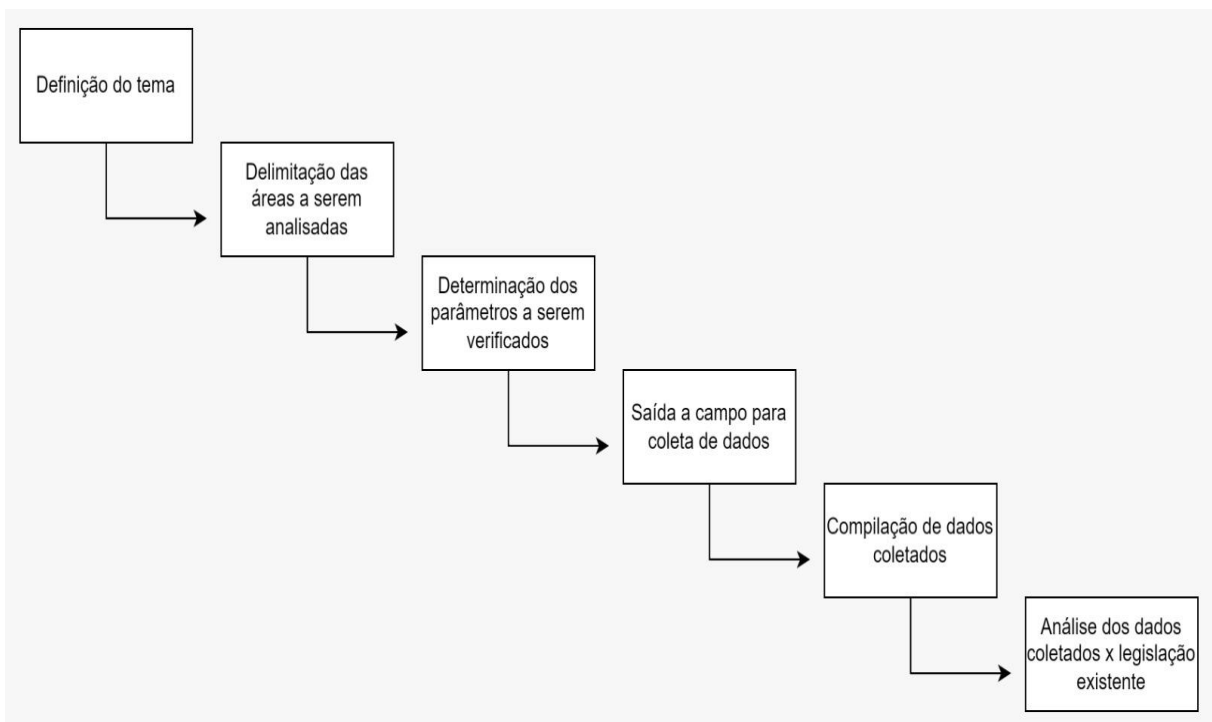 Definição do tema
Delimitação das
áreas a serem
analisadas
Determinação dos
parâmetros a serem
verificados
Saída a campo para
coleta de dados
Compilação de dados
coletados
Análise dos dados
coletados x legislação
existente